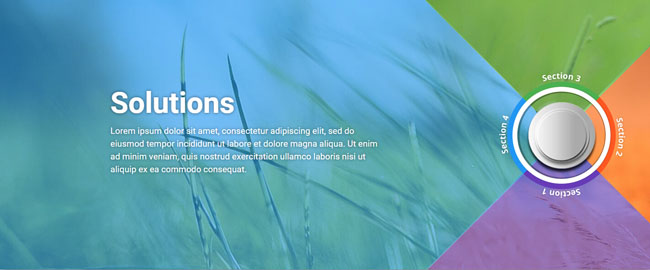 Solutions
Lorem ipsum dolor sit amet, consectetur adipiscing elit, sed do
eiusmod tempor incididunt ut labore et dolore magna aliqua. Ut enim
ad minim veniam, quis nostrud exercitation ullamco laboris nisi ut
aliquip ex ea commodo consequat.
Section 3
Section 4
Section 2
Section 1